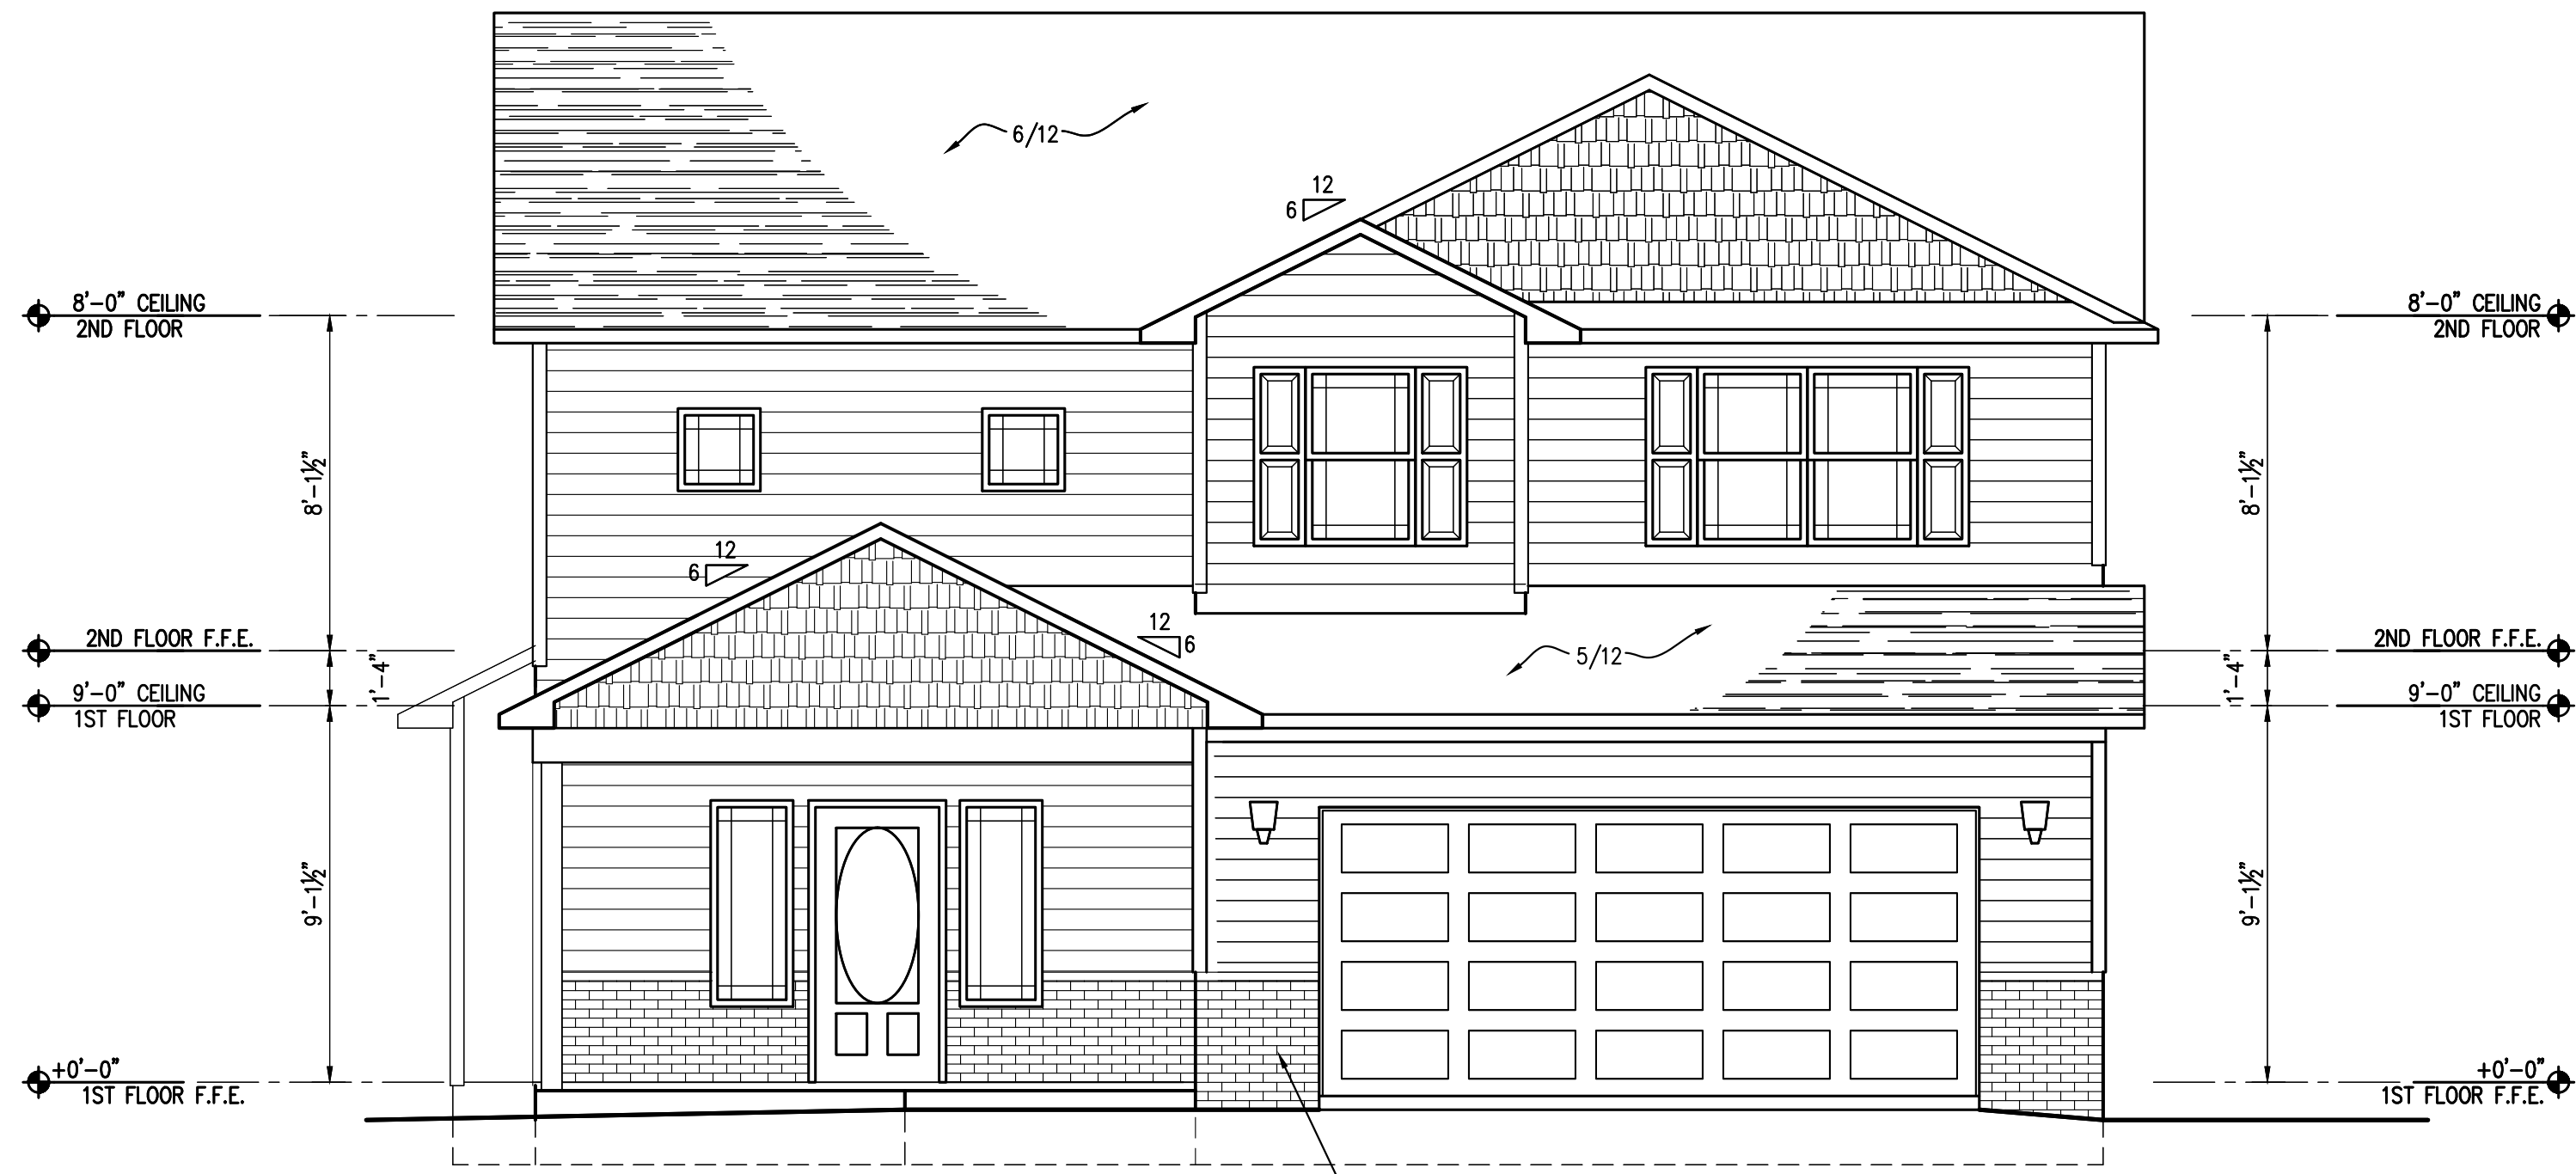 6/12
12
6
8'-0" CEILING
2ND FLOOR
8'-0" CEILING
2ND FLOOR
8'-1½"
8'-1½"
12
6
12
6
2ND FLOOR F.F.E.
5/12
2ND FLOOR F.F.E.
1'-4"
1'-4"
9'-0" CEILING
1ST FLOOR
9'-0" CEILING
1ST FLOOR
9'-1½"
9'-1½"
+0'-0"
1ST FLOOR F.F.E.
+0'-0"
1ST FLOOR F.F.E.